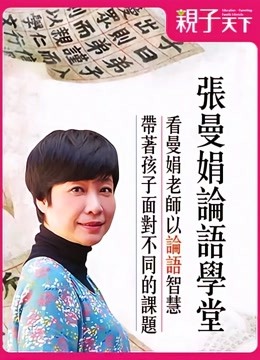 親子天下
張曼娟論語學堂
看曼娟老師以論語智慧
帶著孩子面對不同的課題